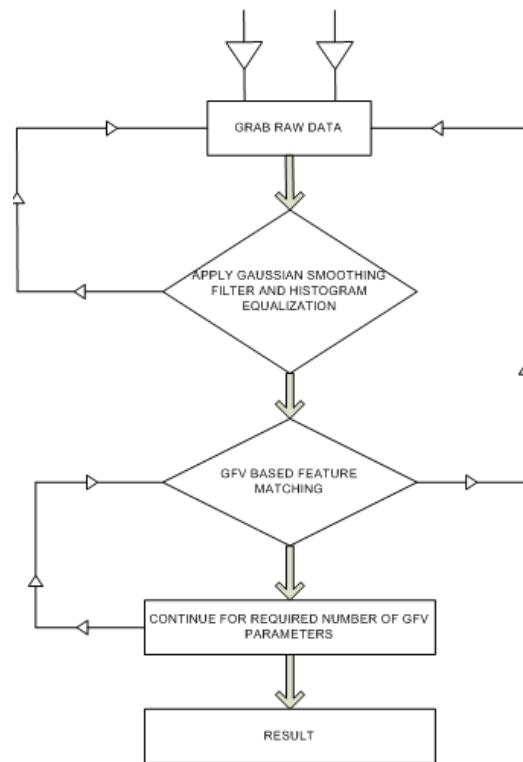 GRAB RAW DATA
APPLY GAUSSIAN SMOOTHING
FILTER AND HISTOGRAM
EQUALIZATION
GFV BASED FEATURE
MATCHING
CONTINUE FOR REQUIRED NUMBER OF GFV
PARAMETERS
RESULT